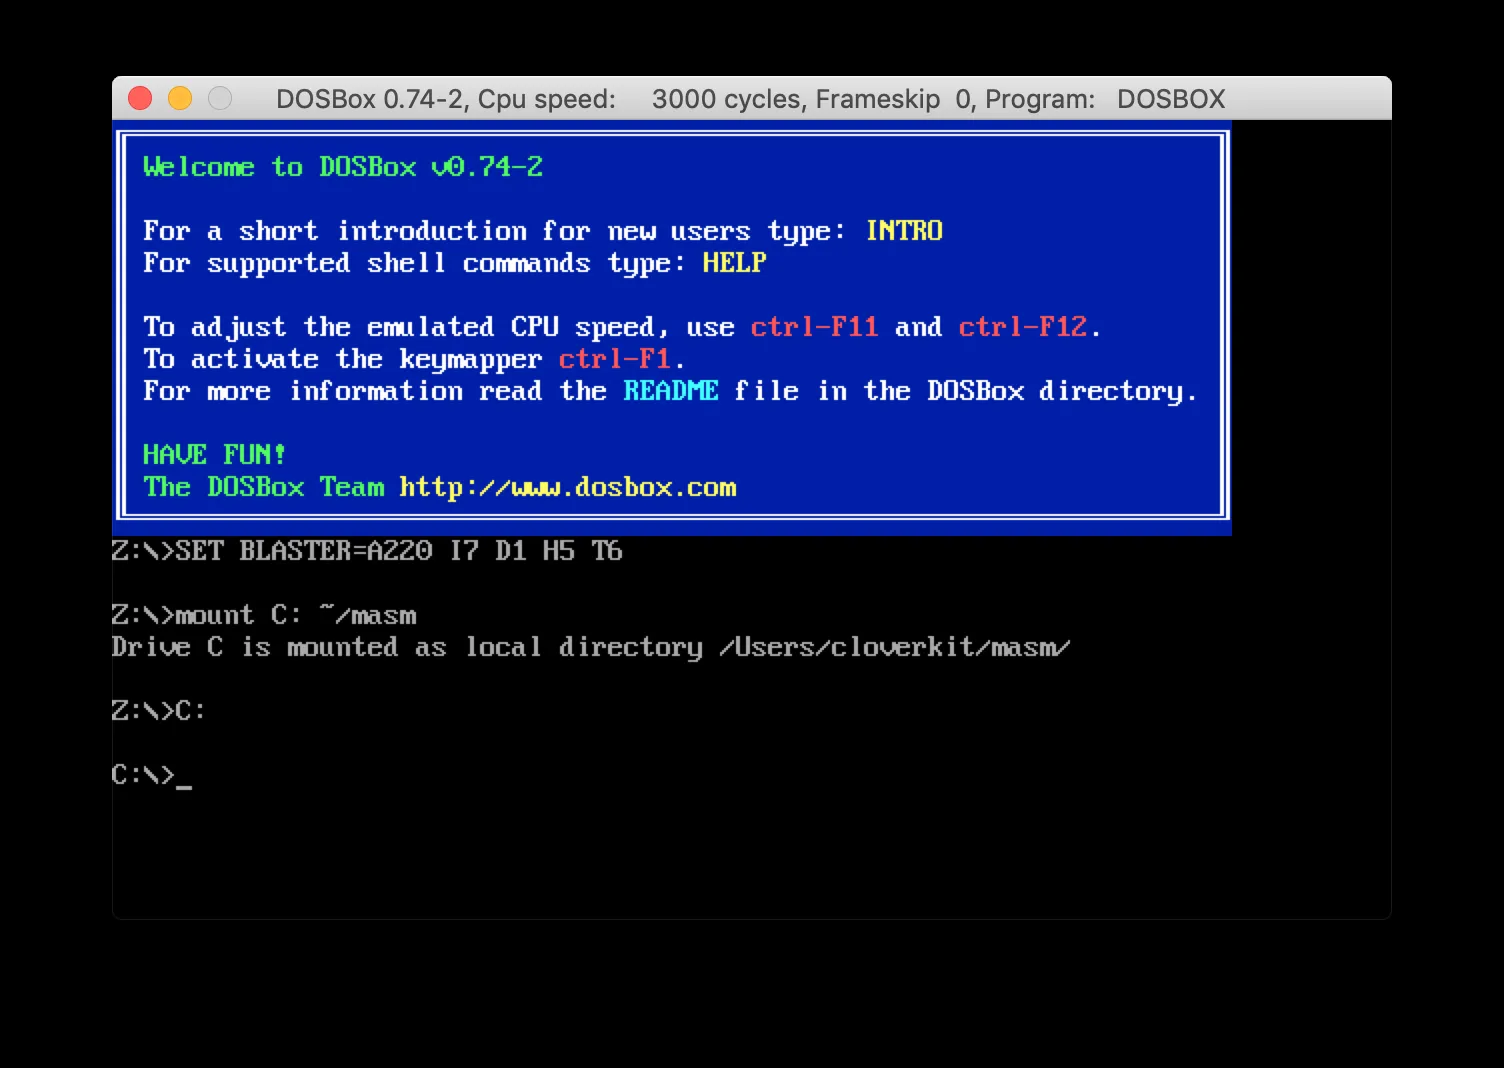 DOSBox 0.74-2, Cpu speed: 3000 cycles, Frameskip 0, Program: DOSBOX
Welcome to DOSBox v0.74-2
For a short introduction for new users type: INTRO
For supported shell commands type: HELP
To adjust the emulated CPU speed, use ctrl-F11 and ctrl-F12.
To activate the keymapper ctrl-F1.
For more information read the README file in the DOSBox directory.
HAVE FUN!
The DOSBox Team http://www.dosbox.com
Z:\>SET BLASTER=A220 I7 D1 H5 T6
Z:\>mount C: ~/masm
Drive C is mounted as local directory /Users/cloverkit/masm/
Z:\>C:
C:\>_